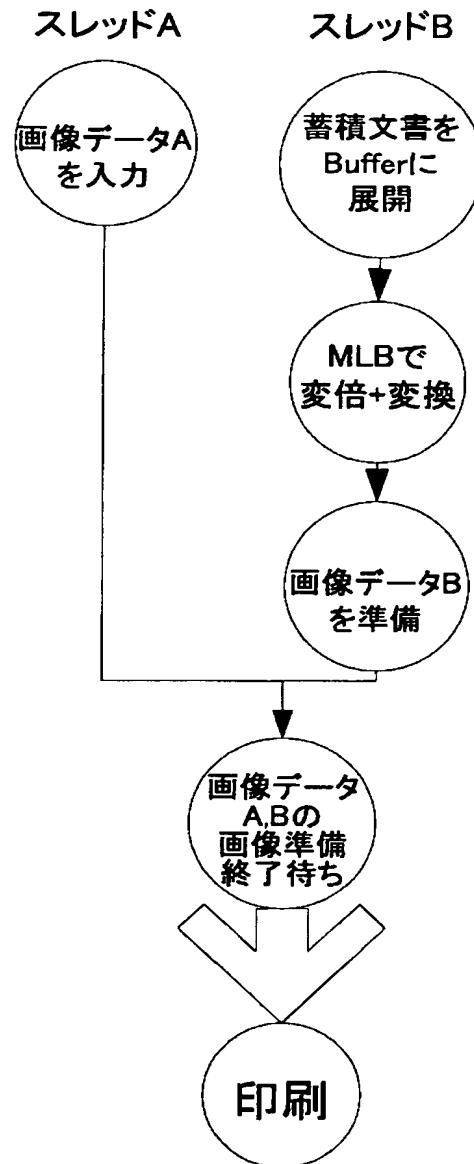 スレッドA
スレッドB
画像データA
を入力
蓄積文書を
Bufferに
展開
MLBで
変倍+変換
画像データB
を準備
画像データ
A,Bの
画像準備
終了待ち
印刷